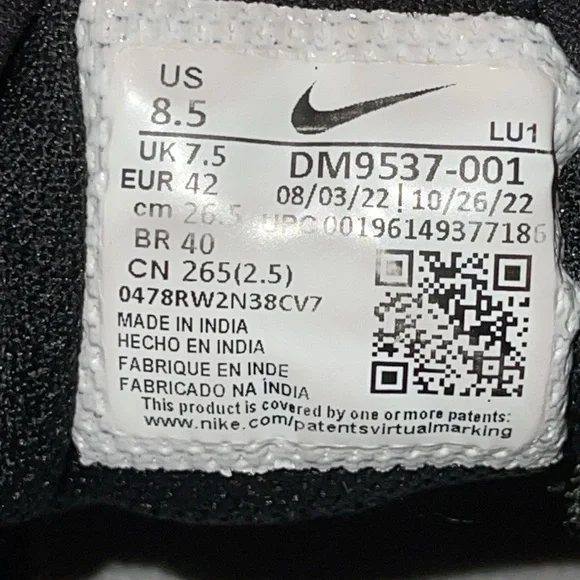 US
8.5
LU1
UK 7.5
DM9537-001
EUR 42
08/03/22 | 10/26/22
cm 26.5
UPC 00196149377186
BR 40
CN 265(2.5)
0478RW2N38CV7
MADE IN INDIA
HECHO EN INDIA
FABRIQUE EN INDE
FABRICADO NA ÍNDIA
This product is covered by one or more patents:
www.nike.com/patentsvirtualmarking